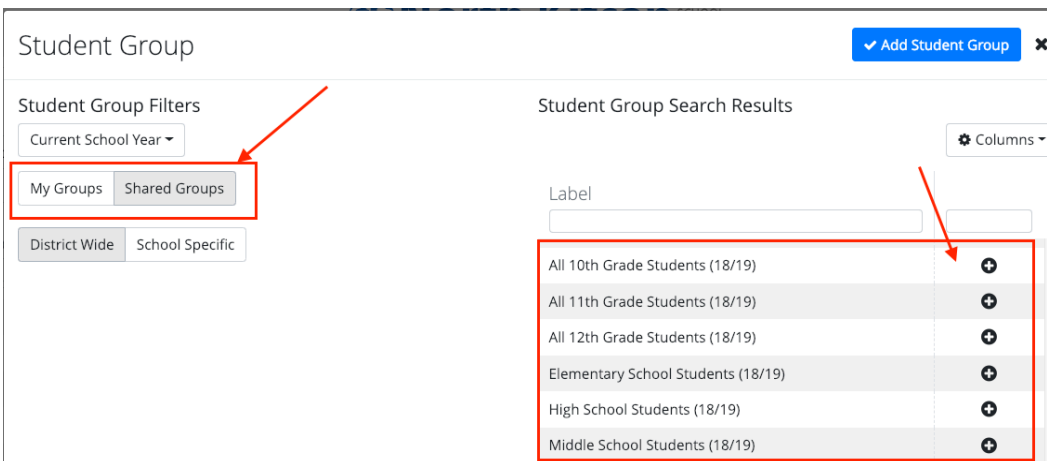 Student Group
Add Student Group
Student Group Filters
Student Group Search Results
Current School Year
Columns
My Groups Shared Groups
Label
District Wide School Specific
All 10th Grade Students (18/19)
All 11th Grade Students (18/19)
All 12th Grade Students (18/19)
Elementary School Students (18/19)
High School Students (18/19)
Middle School Students (18/19)